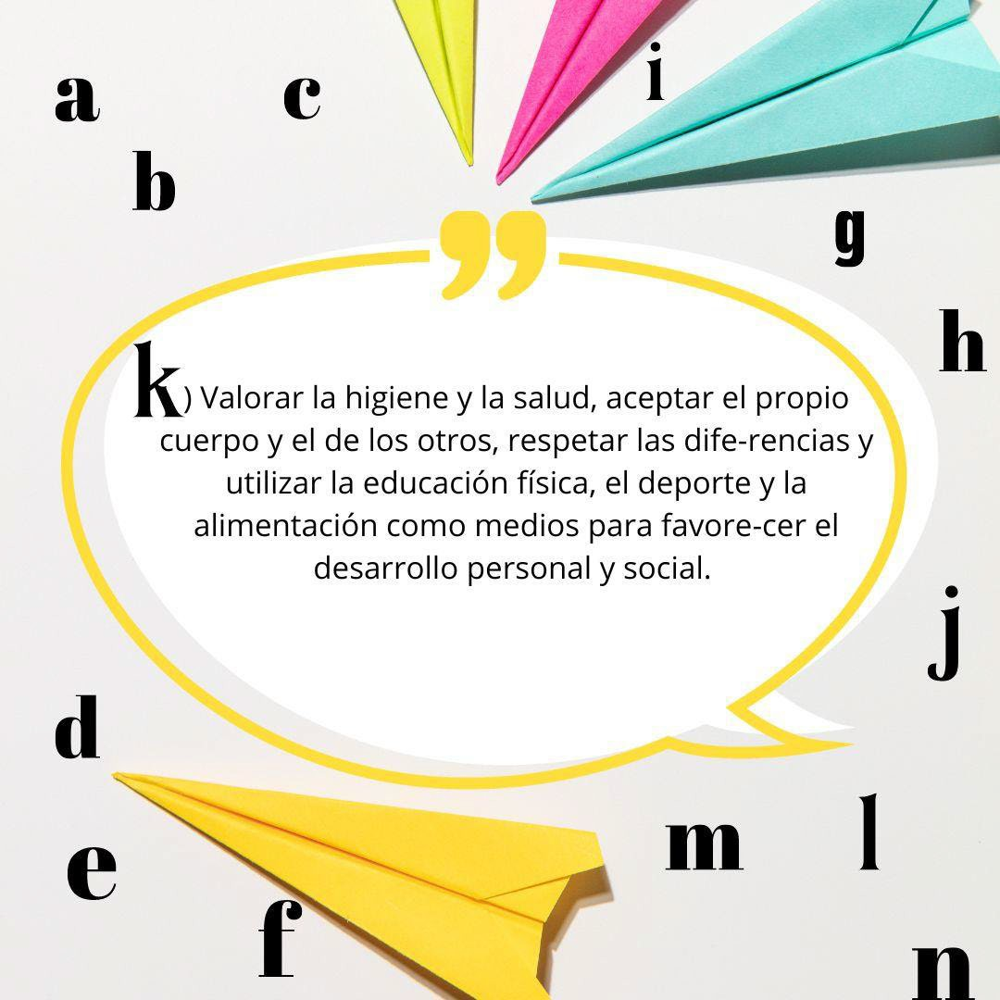 a
c
i
b
g
h
k) Valorar la higiene y la salud, aceptar el propio
cuerpo y el de los otros, respetar las dife-rencias y
utilizar la educación física, el deporte y la
alimentación como medios para favore-cer el
desarrollo personal y social.
j
d
e
m
l
f
n